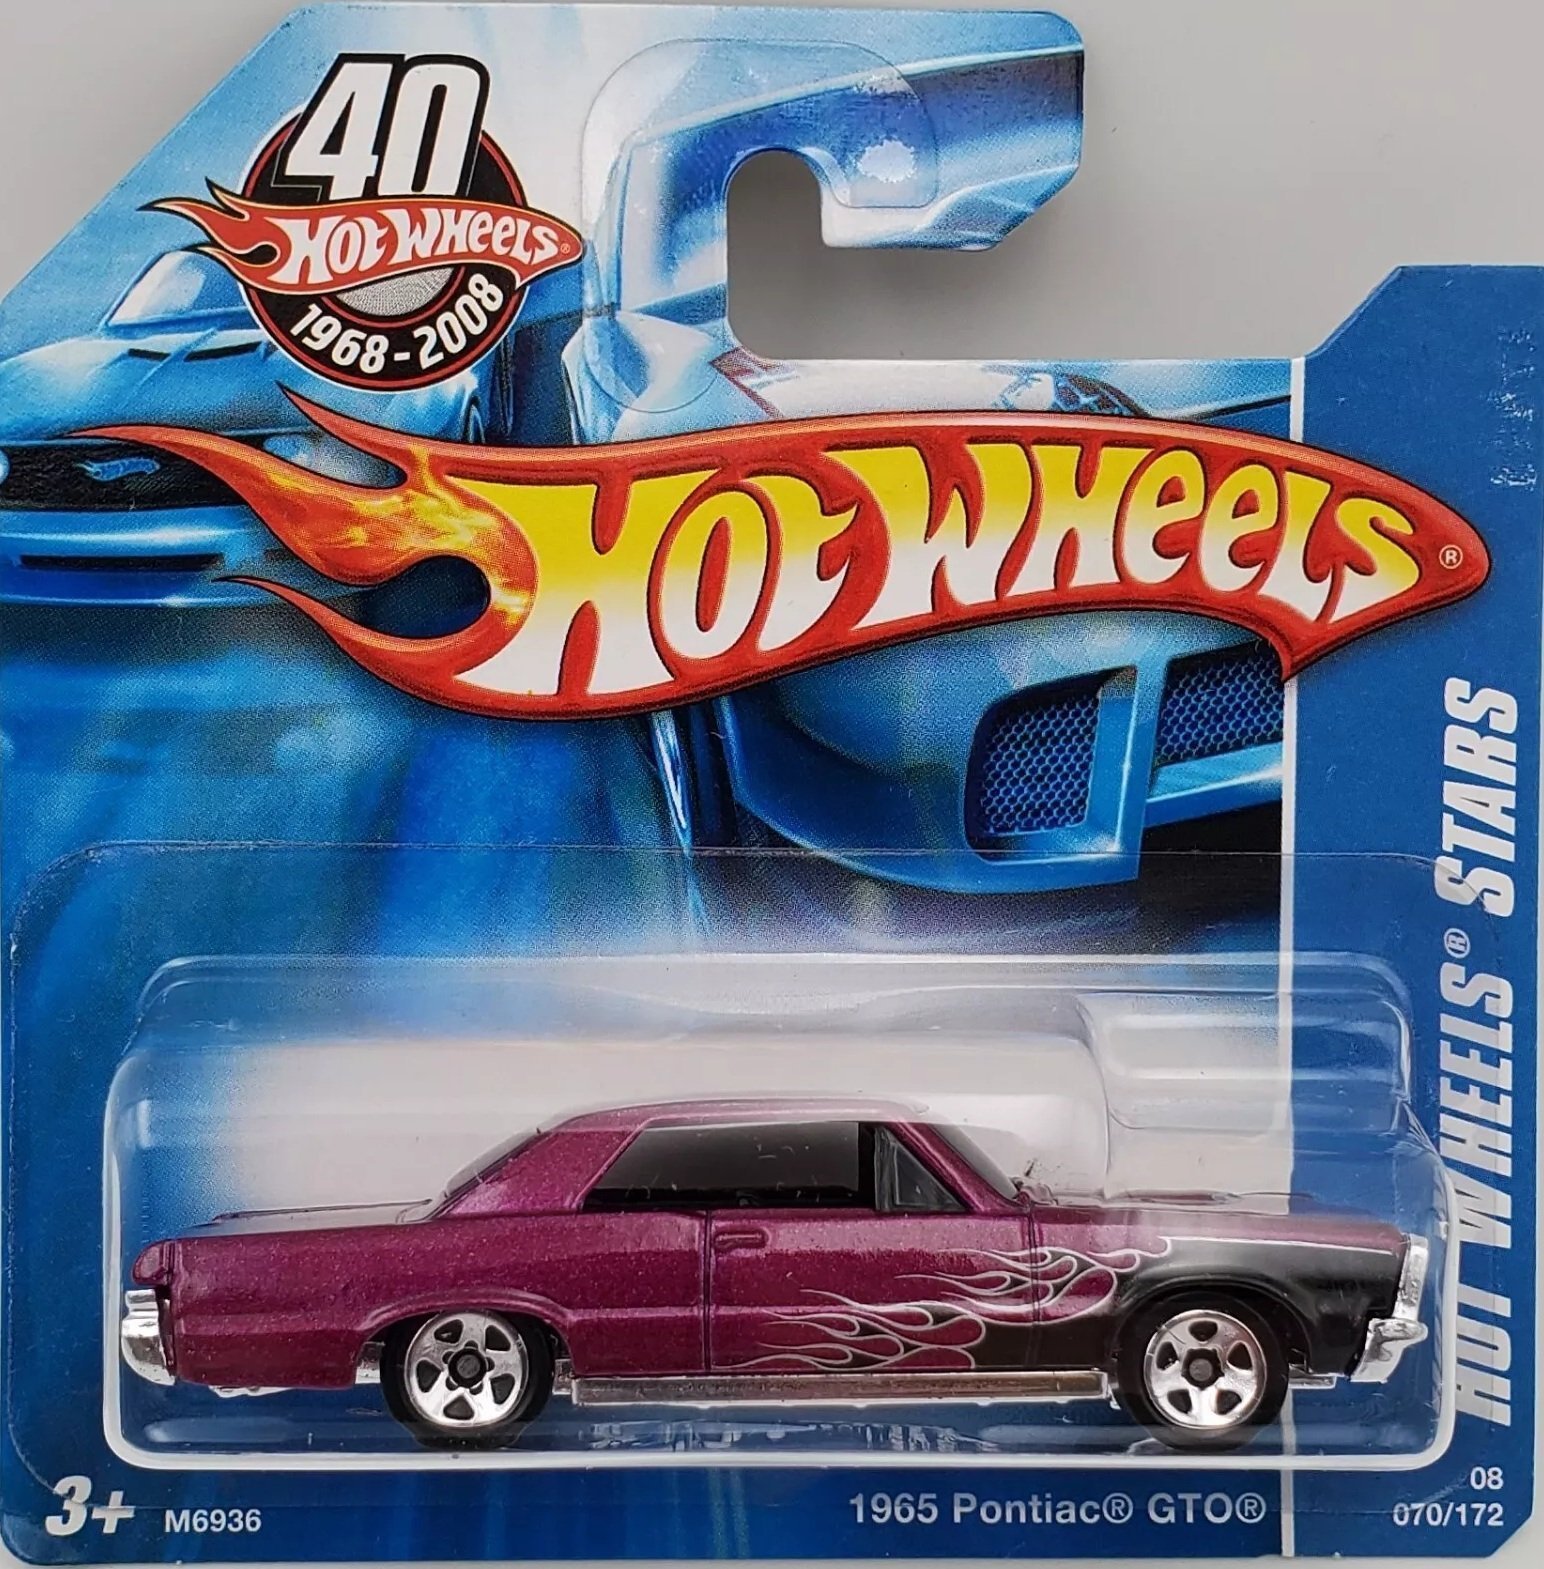 40
HOT WHEELS®
1968-2008
HOT WHEELS®
HOT WHEELS® STARS
3+
M6936
1965 Pontiac® GTO®
08
070/172